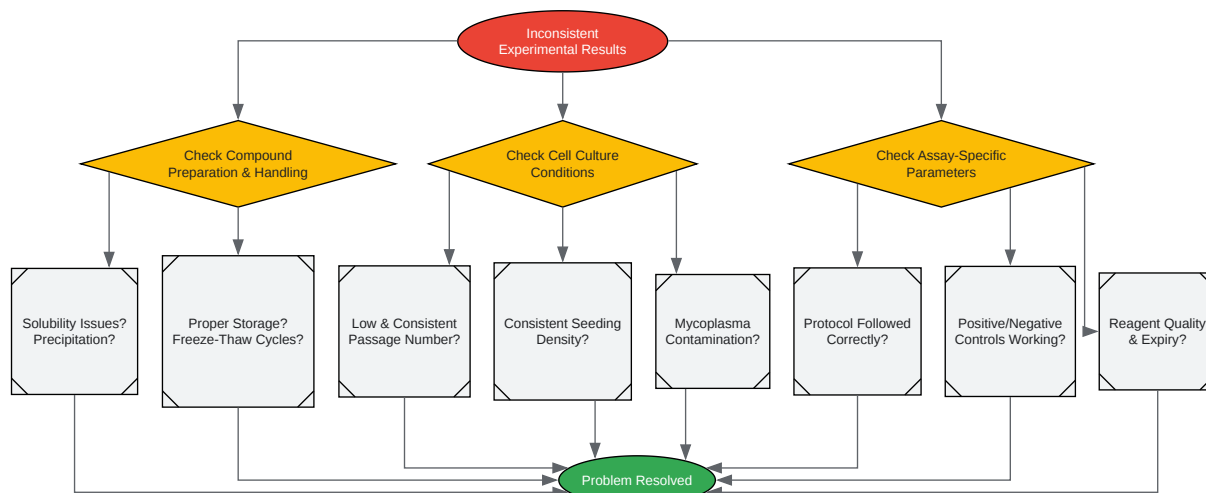 Inconsistent
Experimental Results
Check Compound
Preparation & Handling
Check Cell Culture
Conditions
Check Assay-Specific
Parameters
Solubility Issues?
Precipitation?
Proper Storage?
Freeze-Thaw Cycles?
Low & Consistent
Passage Number?
Consistent Seeding
Density?
Mycoplasma
Contamination?
Protocol Followed
Correctly?
Positive/Negative
Controls Working?
Reagent Quality
& Expiry?
Problem Resolved